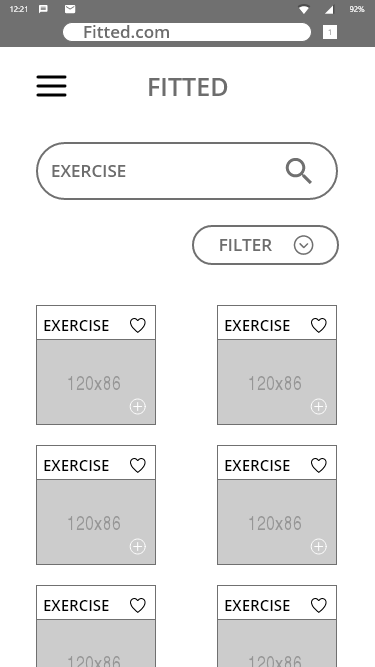 12:21 92%
Fitted.com 1
FITTED
EXERCISE
FILTER
EXERCISE EXERCISE
120x86 120x86
EXERCISE EXERCISE
120x86 120x86
EXERCISE EXERCISE
120x86 120x86